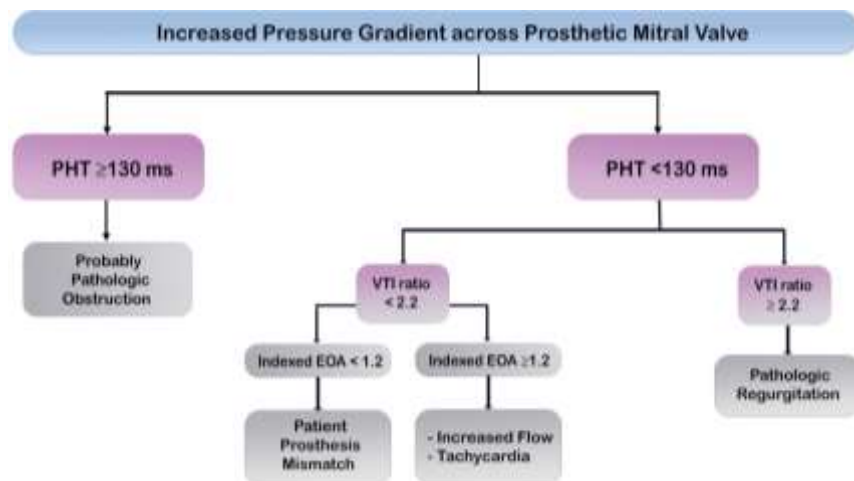 Increased Pressure Gradient across Prosthetic Mitral Valve
PHT ≥130 ms
PHT <130 ms
Probably
Pathologic
Obstruction
VTI ratio
< 2.2
VTI ratio
≥ 2.2
Indexed EOA < 1.2
Indexed EOA ≥1.2
Pathologic
Regurgitation
Patient
Prosthesis
Mismatch
- Increased Flow
- Tachycardia